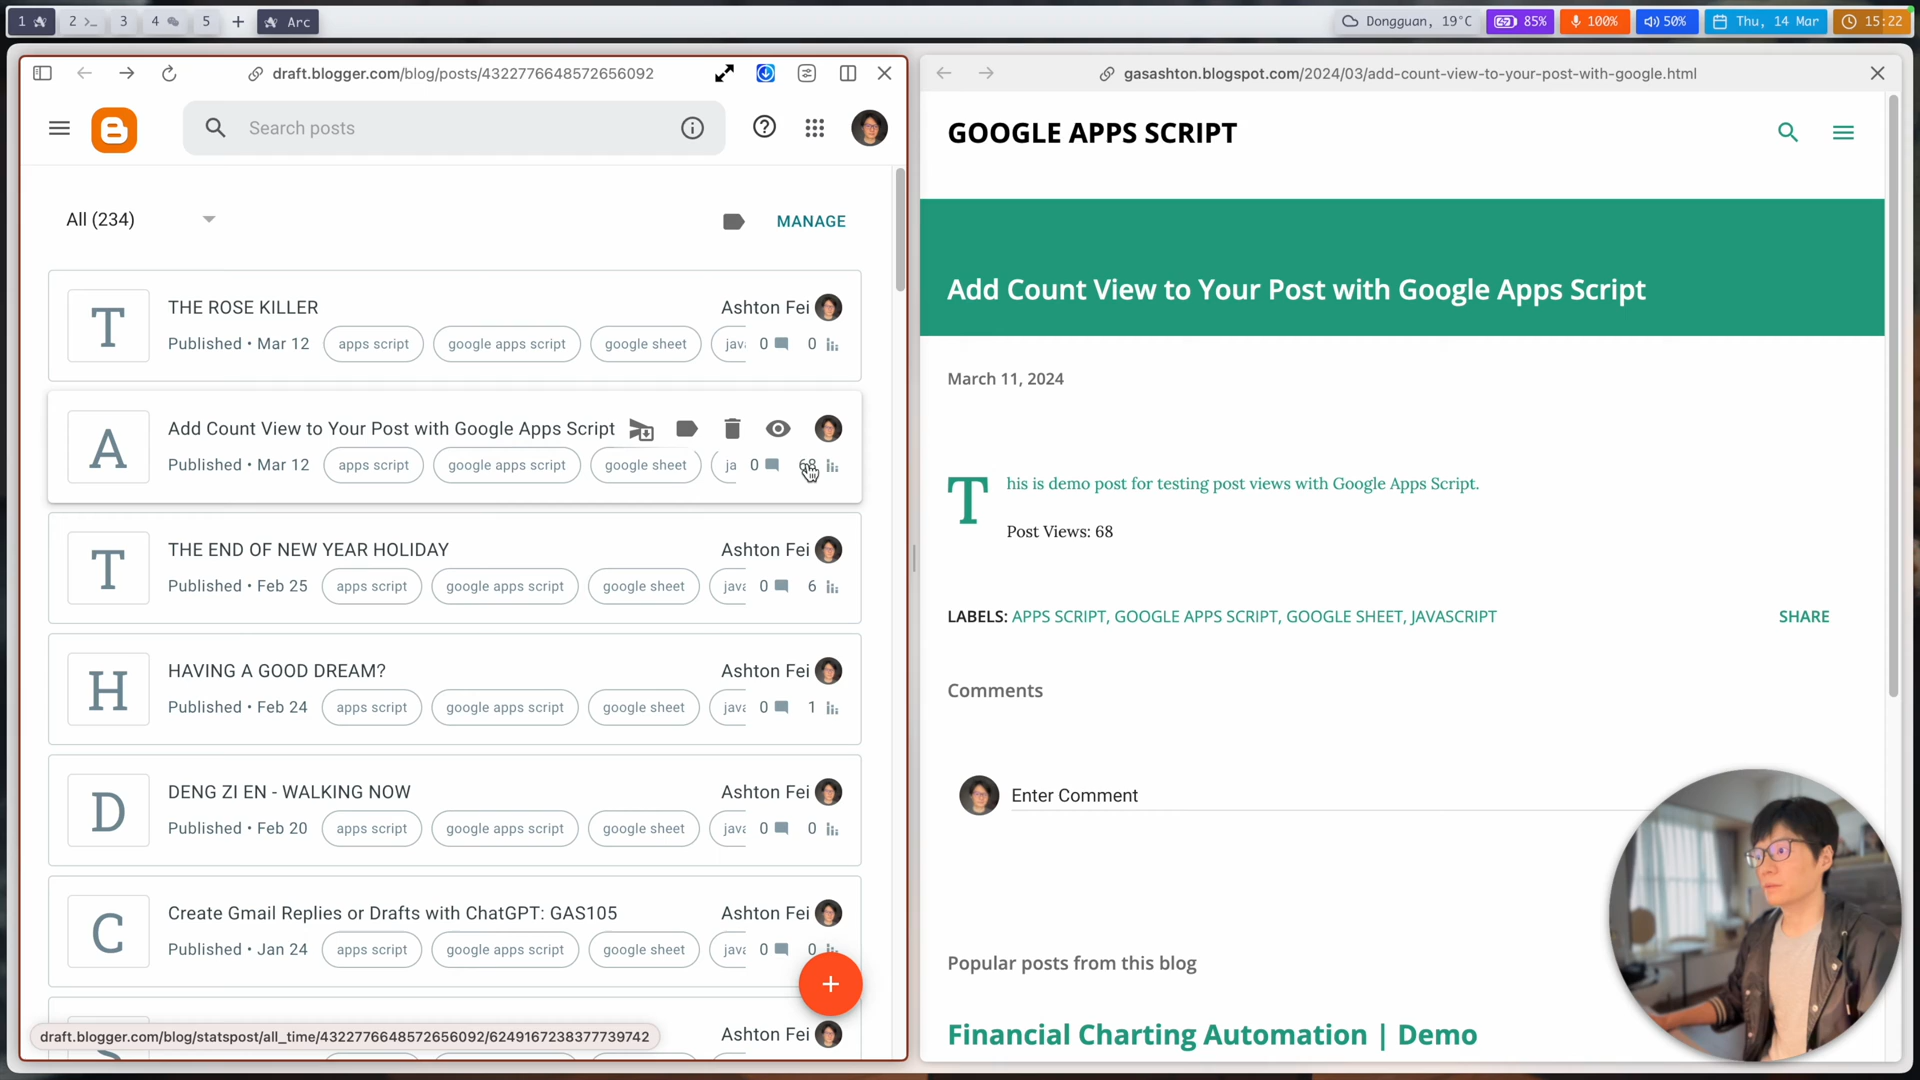 1
2 >_
3
4
5
+
Arc
Dongguan, 19°C
85%
100%
50%
Thu, 14 Mar
15:22
draft.blogger.com/blog/posts/4322776648572656092
Search posts
All (234)
MANAGE
T
THE ROSE KILLER
Ashton Fei
Published • Mar 12
apps script
google apps script
google sheet
java
0
0
A
Add Count View to Your Post with Google Apps Script
Published • Mar 12
apps script
google apps script
google sheet
ja
0
68
T
THE END OF NEW YEAR HOLIDAY
Ashton Fei
Published • Feb 25
apps script
google apps script
google sheet
java
0
6
H
HAVING A GOOD DREAM?
Ashton Fei
Published • Feb 24
apps script
google apps script
google sheet
java
0
1
D
DENG ZI EN - WALKING NOW
Ashton Fei
Published • Feb 20
apps script
google apps script
google sheet
java
0
0
C
Create Gmail Replies or Drafts with ChatGPT: GAS105
Ashton Fei
Published • Jan 24
apps script
google apps script
google sheet
java
0
0
+
Ashton Fei
draft.blogger.com/blog/statspost/all_time/4322776648572656092/6249167238377739742
gasashton.blogspot.com/2024/03/add-count-view-to-your-post-with-google.html
GOOGLE APPS SCRIPT
Add Count View to Your Post with Google Apps Script
March 11, 2024
This is demo post for testing post views with Google Apps Script.
Post Views: 68
LABELS: APPS SCRIPT, GOOGLE APPS SCRIPT, GOOGLE SHEET, JAVASCRIPT
SHARE
Comments
Enter Comment
Popular posts from this blog
Financial Charting Automation | Demo